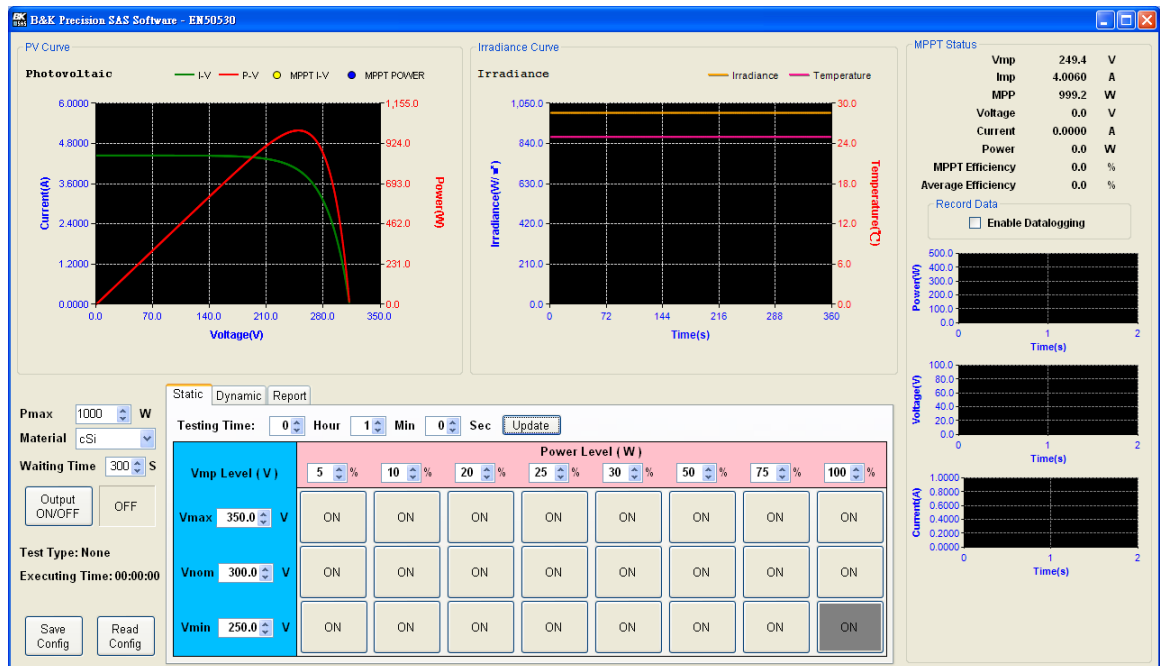 BK SAS B&K Precision SAS Software - EN50530
PV Curve
Photovoltaic I-V P-V MPPT I-V MPPT POWER
6.0000 1,155.0
4.8000 924.0
3.6000 693.0
2.4000 462.0
1.2000 231.0
0.0000 0.0
Current(A)
Power(W)
0.0 70.0 140.0 210.0 280.0 350.0
Voltage(V)
Irradiance Curve
Irradiance Irradiance Temperature
1,050.0 30.0
840.0 24.0
630.0 18.0
420.0 12.0
210.0 6.0
0.0 0.0
Irradiance(W/㎡)
Temperature(℃)
0 72 144 216 288 360
Time(s)
MPPT Status
Vmp 249.4 V
Imp 4.0060 A
MPP 999.2 W
Voltage 0.0 V
Current 0.0000 A
Power 0.0 W
MPPT Efficiency 0.0 %
Average Efficiency 0.0 %
Record Data
Enable Datalogging
500.0
400.0
300.0
200.0
100.0
0.0
Power(W)
0 1 2
Time(s)
100.0
80.0
60.0
40.0
20.0
0.0
Voltage(V)
0 1 2
Time(s)
1.0000
0.8000
0.6000
0.4000
0.2000
0.0000
Current(A)
0 1 2
Time(s)
Pmax 1000 W
Material cSi
Waiting Time 300 S
Output ON/OFF OFF
Test Type: None
Executing Time: 00:00:00
Save Config Read Config
Static Dynamic Report
Testing Time: 0 Hour 1 Min 0 Sec Update
Vmp Level ( V ) Power Level ( W )
5 % 10 % 20 % 25 % 30 % 50 % 75 % 100 %
Vmax 350.0 V ON ON ON ON ON ON ON ON
Vnom 300.0 V ON ON ON ON ON ON ON ON
Vmin 250.0 V ON ON ON ON ON ON ON ON